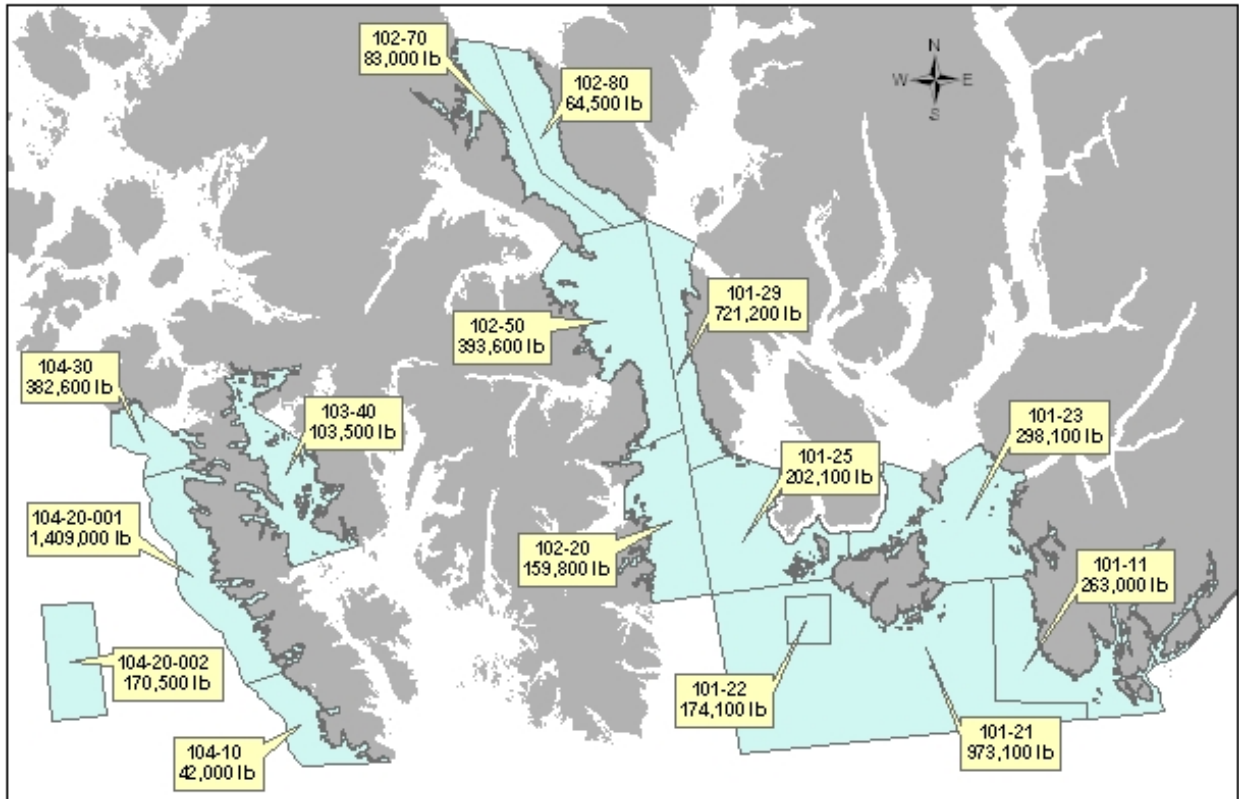 102-70
83,000 lb
102-80
64,500 lb
N
W E
S
101-29
721,200 lb
102-50
393,600 lb
104-30
382,600 lb
103-40
103,500 lb
101-23
298,100 lb
101-25
202,100 lb
104-20-001
1,409,000 lb
102-20
159,800 lb
101-11
263,000 lb
104-20-002
170,500 lb
101-22
174,100 lb
101-21
973,100 lb
104-10
42,000 lb